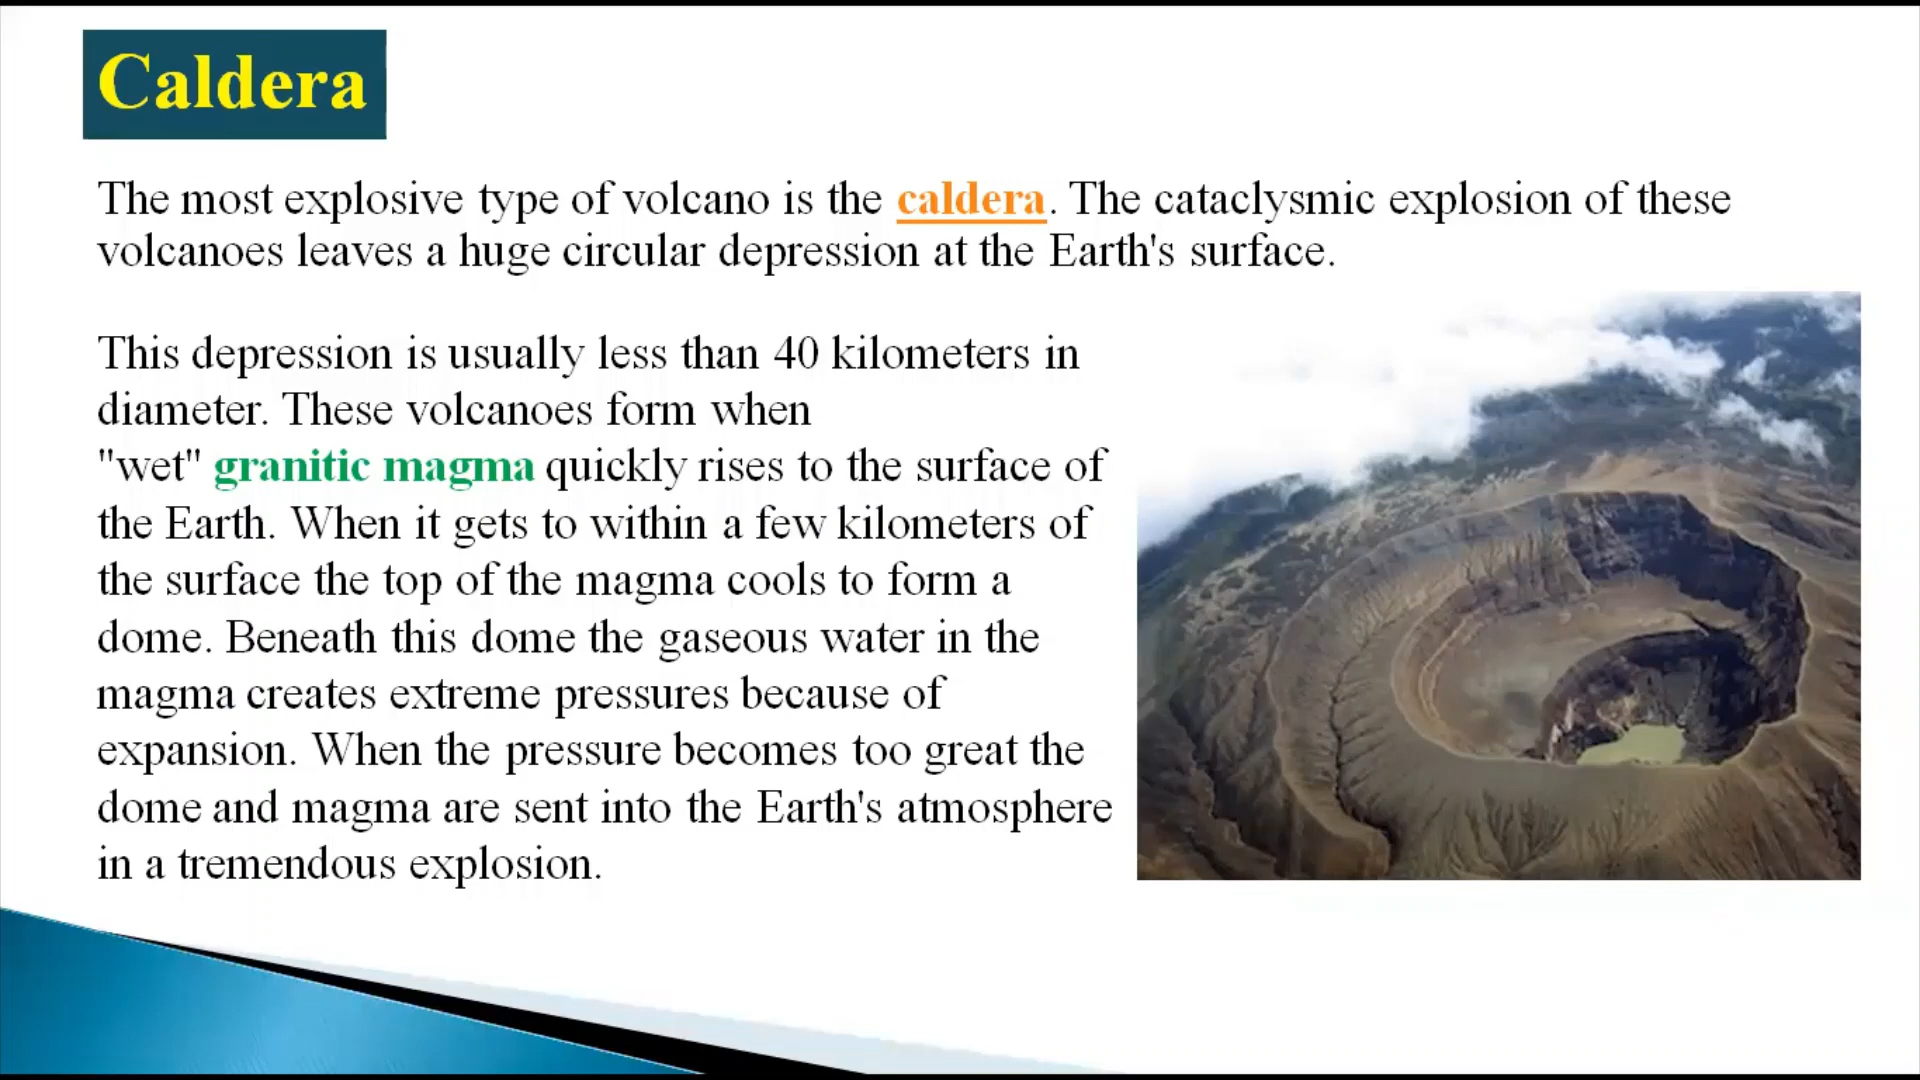 Caldera
The most explosive type of volcano is the caldera. The cataclysmic explosion of these
volcanoes leaves a huge circular depression at the Earth's surface.
This depression is usually less than 40 kilometers in
diameter. These volcanoes form when
"wet" granitic magma quickly rises to the surface of
the Earth. When it gets to within a few kilometers of
the surface the top of the magma cools to form a
dome. Beneath this dome the gaseous water in the
magma creates extreme pressures because of
expansion. When the pressure becomes too great the
dome and magma are sent into the Earth's atmosphere
in a tremendous explosion.